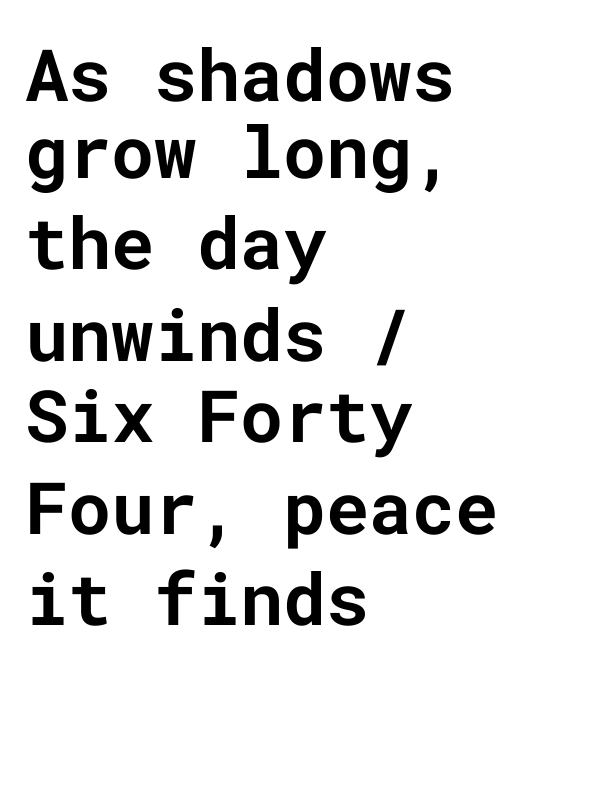 As shadows
grow long,
the day
unwinds /
Six Forty
Four, peace
it finds